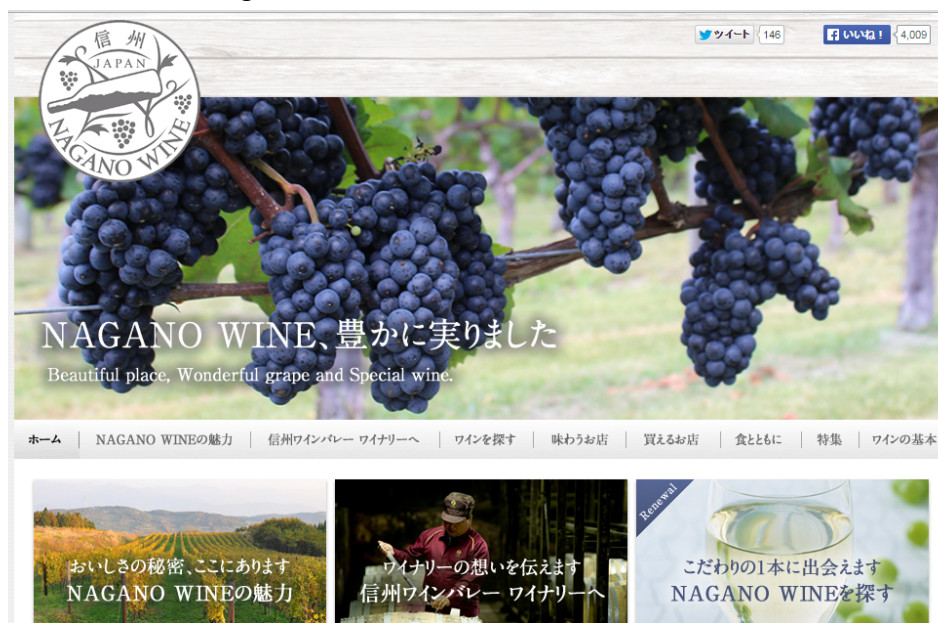 信州
JAPAN
NAGANO WINE
ツイート 146
いいね！ 4,009
NAGANO WINE、豊かに実りました
Beautiful place, Wonderful grape and Special wine.
ホーム NAGANO WINEの魅力 信州ワインバレー ワイナリーへ ワインを探す 味わうお店 買えるお店 食とともに 特集 ワインの基本
おいしさの秘密、ここにあります
NAGANO WINEの魅力
ワイナリーの想いを伝えます
信州ワインバレー ワイナリーへ
Renewal
こだわりの1本に出会えます
NAGANO WINEを探す